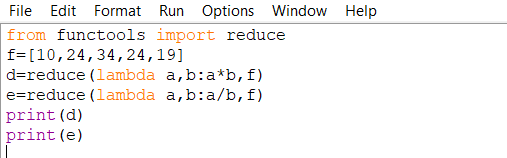 File Edit Format Run Options Window Help
from functools import reduce
f=[10,24,34,24,19]
d=reduce(lambda a,b:a*b,f)
e=reduce(lambda a,b:a/b,f)
print(d)
print(e)